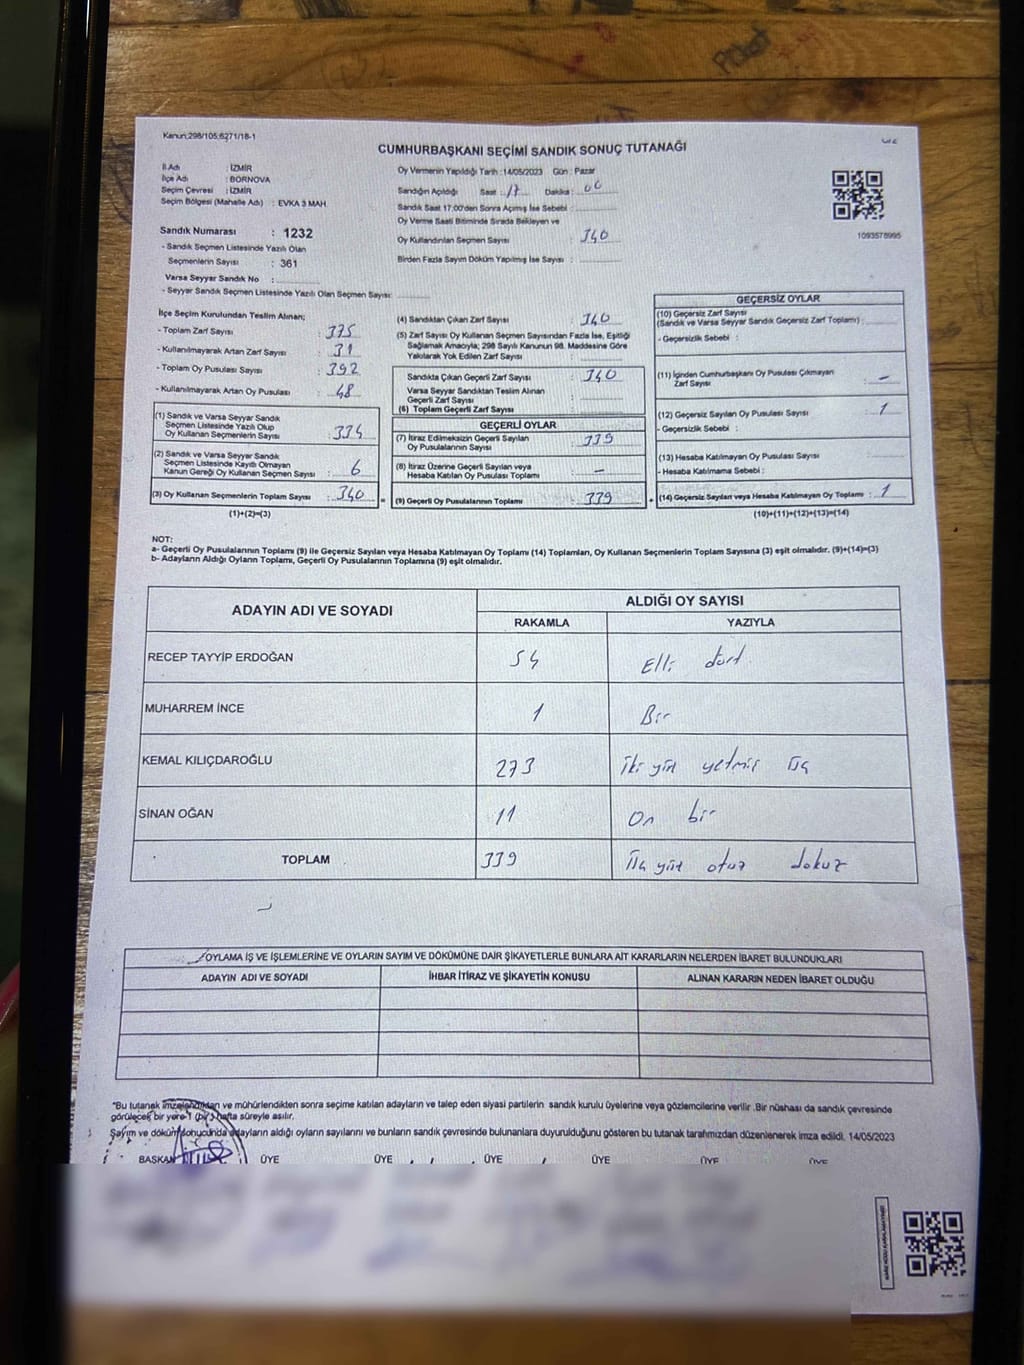 Kanun:298/105,6271/18-1
CUMHURBAŞKANI SEÇİMİ SANDIK SONUÇ TUTANAĞI
İl Adı : İZMİR
İlçe Adı : BORNOVA
Seçim Çevresi : İZMİR
Seçim Bölgesi (Mahalle Adı) : EVKA 3 MAH.
Sandık Numarası : 1232
- Sandık Seçmen Listesinde Yazılı Olan
Seçmenlerin Sayısı : 361
Varsa Seyyar Sandık No :
- Seyyar Sandık Seçmen Listesinde Yazılı Olan Seçmen Sayısı:
Oy Vermenin Yapıldığı Tarih :14/05/2023 Gün : Pazar
Sandığın Açıldığı Saat : 17 Dakika : 00
Sandık Saat 17:00'den Sonra Açılmış İse Sebebi :
Oy Verme Saati Bitiminde Sırada Bekleyen ve
Oy Kullandırılan Seçmen Sayısı : 340
Birden Fazla Sayım Döküm Yapılmış İse Sayısı :
1093578995
İlçe Seçim Kurulundan Teslim Alınan;
- Toplam Zarf Sayısı : 375
- Kullanılmayarak Artan Zarf Sayısı : 31
- Toplam Oy Pusulası Sayısı : 392
- Kullanılmayarak Artan Oy Pusulası : 48
(1) Sandık ve Varsa Seyyar Sandık
Seçmen Listesinde Yazılı Olup
Oy Kullanan Seçmenlerin Sayısı : 334
(2) Sandık ve Varsa Seyyar Sandık
Seçmen Listesinde Kayıtlı Olmayan
Kanun Gereği Oy Kullanan Seçmen Sayısı : 6
(3) Oy Kullanan Seçmenlerin Toplam Sayısı : 340
(1)+(2)=(3)
=
(4) Sandıktan Çıkan Zarf Sayısı : 340
(5) Zarf Sayısı Oy Kullanan Seçmen Sayısından Fazla İse, Eşitliği
Sağlamak Amacıyla; 298 Sayılı Kanunun 98. Maddesine Göre
Yakılarak Yok Edilen Zarf Sayısı :
Sandıkta Çıkan Geçerli Zarf Sayısı : 340
Varsa Seyyar Sandıktan Teslim Alınan
Geçerli Zarf Sayısı :
(6) Toplam Geçerli Zarf Sayısı :
GEÇERLİ OYLAR
(7) İtiraz Edilmeksizin Geçerli Sayılan
Oy Pusulalarının Sayısı : 339
(8) İtiraz Üzerine Geçerli Sayılan veya
Hesaba Katılan Oy Pusulası Toplamı : –
(9) Geçerli Oy Pusulalarının Toplamı : 339
+
GEÇERSİZ OYLAR
(10) Geçersiz Zarf Sayısı
(Sandık ve Varsa Seyyar Sandık Geçersiz Zarf Toplamı) :
- Geçersizlik Sebebi :
(11) İçinden Cumhurbaşkanı Oy Pusulası Çıkmayan
Zarf Sayısı : –
(12) Geçersiz Sayılan Oy Pusulası Sayısı : 1
- Geçersizlik Sebebi :
(13) Hesaba Katılmayan Oy Pusulası Sayısı :
- Hesaba Katılmama Sebebi :
(14) Geçersiz Sayılan veya Hesaba Katılmayan Oy Toplamı : 1
(10)+(11)+(12)+(13)=(14)
NOT:
a- Geçerli Oy Pusulalarının Toplamı (9) ile Geçersiz Sayılan veya Hesaba Katılmayan Oy Toplamı (14) Toplamları, Oy Kullanan Seçmenlerin Toplam Sayısına (3) eşit olmalıdır. (9)+(14)=(3)
b- Adayların Aldığı Oyların Toplamı, Geçerli Oy Pusulalarının Toplamına (9) eşit olmalıdır.
ADAYIN ADI VE SOYADI
ALDIĞI OY SAYISI
RAKAMLA YAZIYLA
RECEP TAYYİP ERDOĞAN 54 Elli dört
MUHARREM İNCE 1 Bir
KEMAL KILIÇDAROĞLU 273 iki yüz yetmiş üç
SİNAN OĞAN 11 On bir
TOPLAM 339 üç yüz otuz dokuz
OYLAMA İŞ VE İŞLEMLERİNE VE OYLARIN SAYIM VE DÖKÜMÜNE DAİR ŞİKAYETLERLE BUNLARA AİT KARARLARIN NELERDEN İBARET BULUNDUKLARI
ADAYIN ADI VE SOYADI İHBAR İTİRAZ VE ŞİKAYETİN KONUSU ALINAN KARARIN NEDEN İBARET OLDUĞU
"Bu tutanak imzalandıktan ve mühürlendikten sonra seçime katılan adayların ve talep eden siyasi partilerin sandık kurulu üyelerine veya gözlemcilerine verilir .Bir nüshası da sandık çevresinde
görülecek bir yere 1 (bir) hafta süreyle asılır.
Sayım ve döküm sonucunda adayların aldığı oyların sayılarını ve bunların sandık çevresinde bulunanlara duyurulduğunu gösteren bu tutanak tarafımızdan düzenlenerek imza edildi. 14/05/2023
BAŞKAN ÜYE ÜYE ÜYE ÜYE ÜYE ÜYE